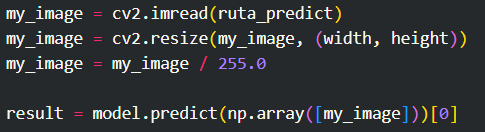 my_image = cv2.imread(ruta_predict)
my_image = cv2.resize(my_image, (width, height))
my_image = my_image / 255.0
result = model.predict(np.array([my_image]))[0]